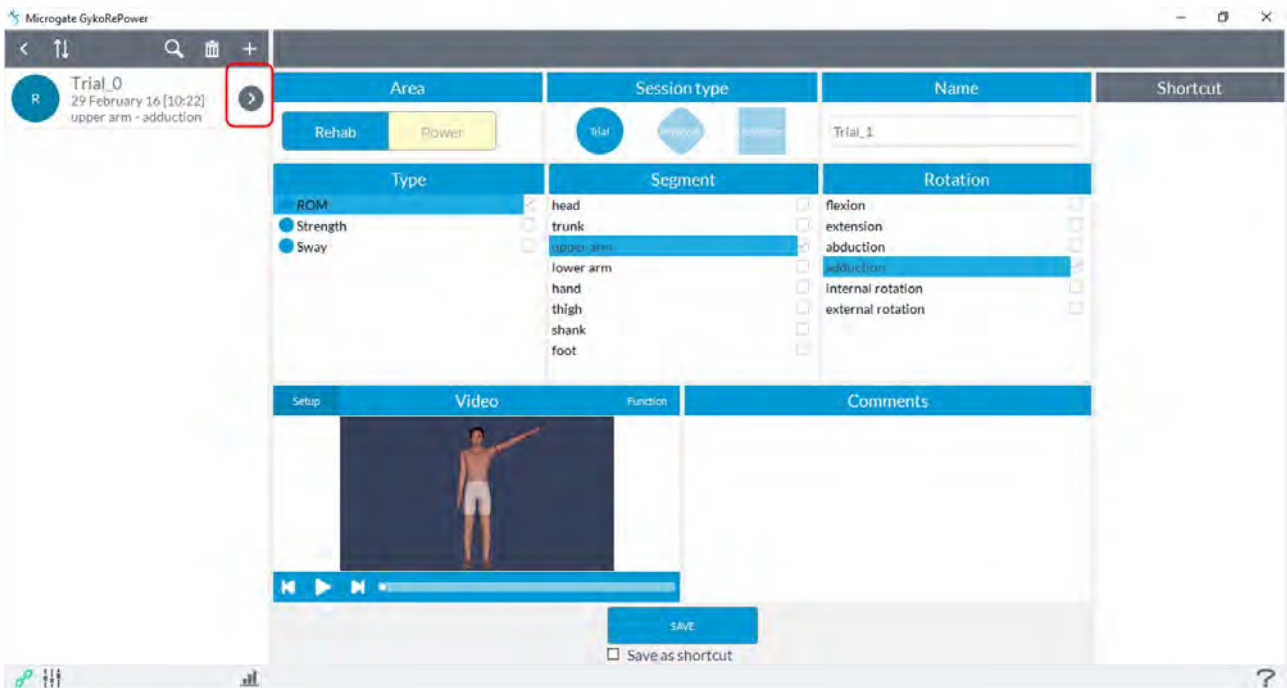 Microgate GykoRePower
R
Trial_0
29 February 16 [10:22]
upper arm - adduction
Area
Session type
Name
Shortcut
Rehab
Power
Trial
Trial_1
Type
Segment
Rotation
ROM
Strength
Sway
head
trunk
upper arm
lower arm
hand
thigh
shank
foot
flexion
extension
abduction
adduction
internal rotation
external rotation
Setup
Video
Function
Comments
SAVE
Save as shortcut
?